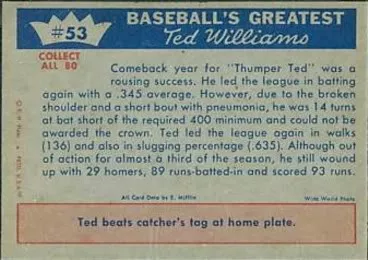 BASEBALL'S GREATEST
#53
Ted Williams
COLLECT
ALL 80
Comeback year for "Thumper Ted" was a
rousing success. He led the league in batting
again with a .345 average. However, due to the broken
shoulder and a short bout with pneumonia, he was 14 turns
at bat short of the required 400 minimum and could not
be awarded the crown. Ted led the league again in walks
(136) and also in slugging percentage (.635). Although out
of action for almost a third of the season, he still wound
up with 29 homers, 89 runs-batted-in and scored 93 runs.
All Card Data by E. Mifflin
Wide World Photo
Ted beats catcher's tag at home plate.